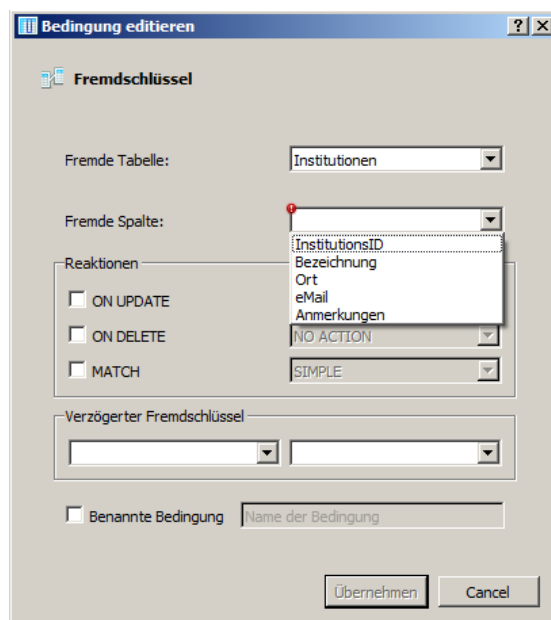 Bedingung editieren
Fremdschlüssel
Fremde Tabelle: Institutionen
Fremde Spalte:
InstitutionsID
Bezeichnung
Ort
eMail
Anmerkungen
Reaktionen
ON UPDATE
ON DELETE NO ACTION
MATCH SIMPLE
Verzögerter Fremdschlüssel
Benannte Bedingung Name der Bedingung
Übernehmen Cancel